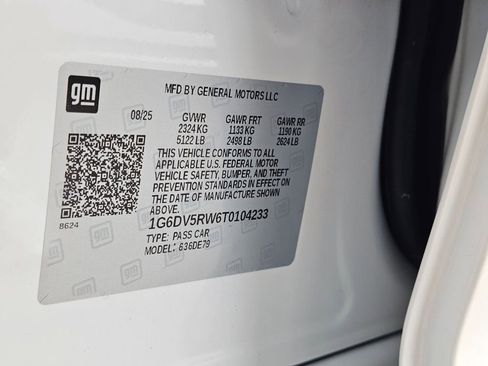 gm
MFD BY GENERAL MOTORS LLC
08/25 GVWR GAWR FRT GAWR RR
2324 KG 1133 KG 1190 KG
5122 LB 2498 LB 2624 LB
THIS VEHICLE CONFORMS TO ALL
APPLICABLE U.S. FEDERAL MOTOR
VEHICLE SAFETY, BUMPER, AND THEFT
PREVENTION STANDARDS IN EFFECT ON
THE DATE OF MANUFACTURE SHOWN
ABOVE.
8624
1G6DV5RW6T0104233
TYPE: PASS CAR
MODEL: 636DE79